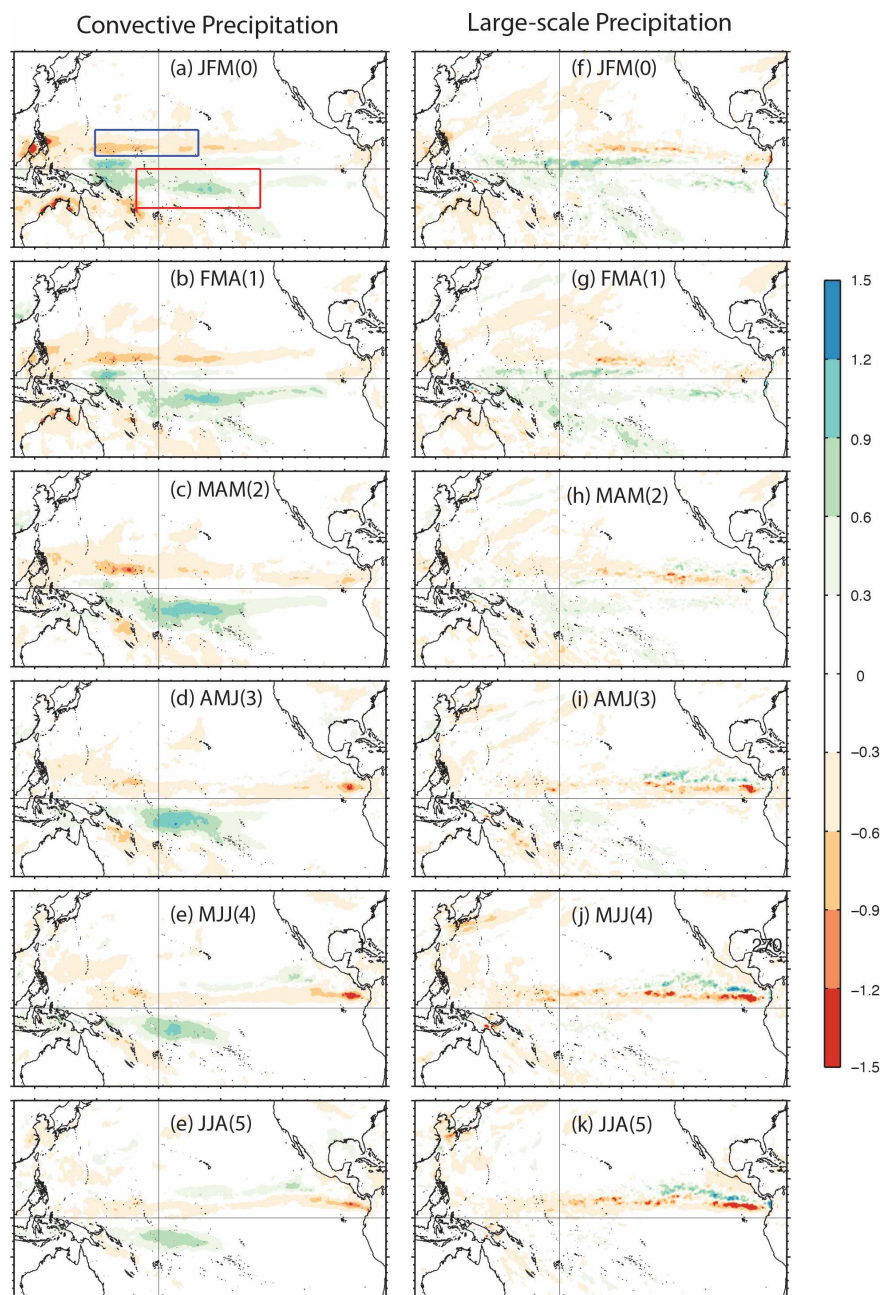 Convective Precipitation
Large-scale Precipitation
(a) JFM(0)
(f) JFM(0)
(b) FMA(1)
(g) FMA(1)
(c) MAM(2)
(h) MAM(2)
(d) AMJ(3)
(i) AMJ(3)
(e) MJJ(4)
(j) MJJ(4)
270
(e) JJA(5)
(k) JJA(5)
1.5
1.2
0.9
0.6
0.3
0
−0.3
−0.6
−0.9
−1.2
−1.5